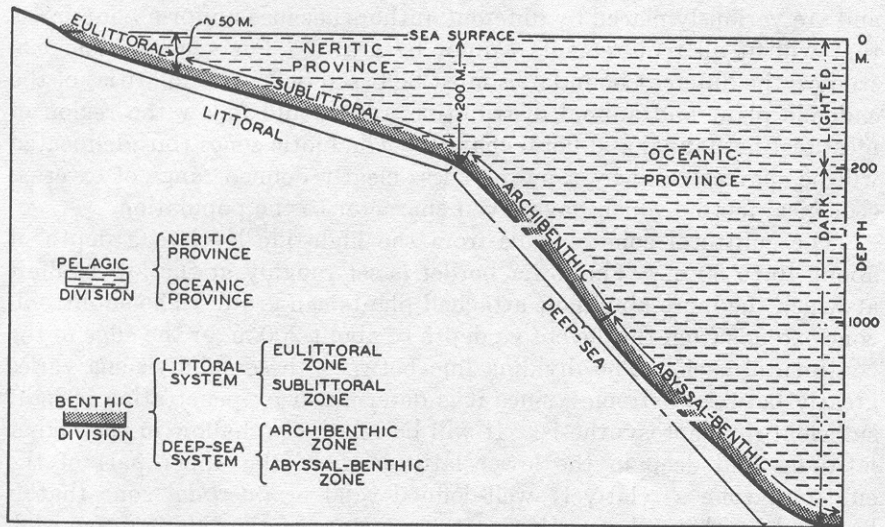 EULITTORAL
~ 50 M.
SEA SURFACE
0
M.
NERITIC
PROVINCE
SUBLITTORAL
LITTORAL
~200 M.
LIGHTED
OCEANIC
PROVINCE
200
DARK
DEPTH
ARCHIBENTHIC
DEEP-SEA
1000
ABYSSAL-BENTHIC
PELAGIC
DIVISION
NERITIC
PROVINCE
OCEANIC
PROVINCE
BENTHIC
DIVISION
LITTORAL
SYSTEM
EULITTORAL
ZONE
SUBLITTORAL
ZONE
DEEP-SEA
SYSTEM
ARCHIBENTHIC
ZONE
ABYSSAL-BENTHIC
ZONE